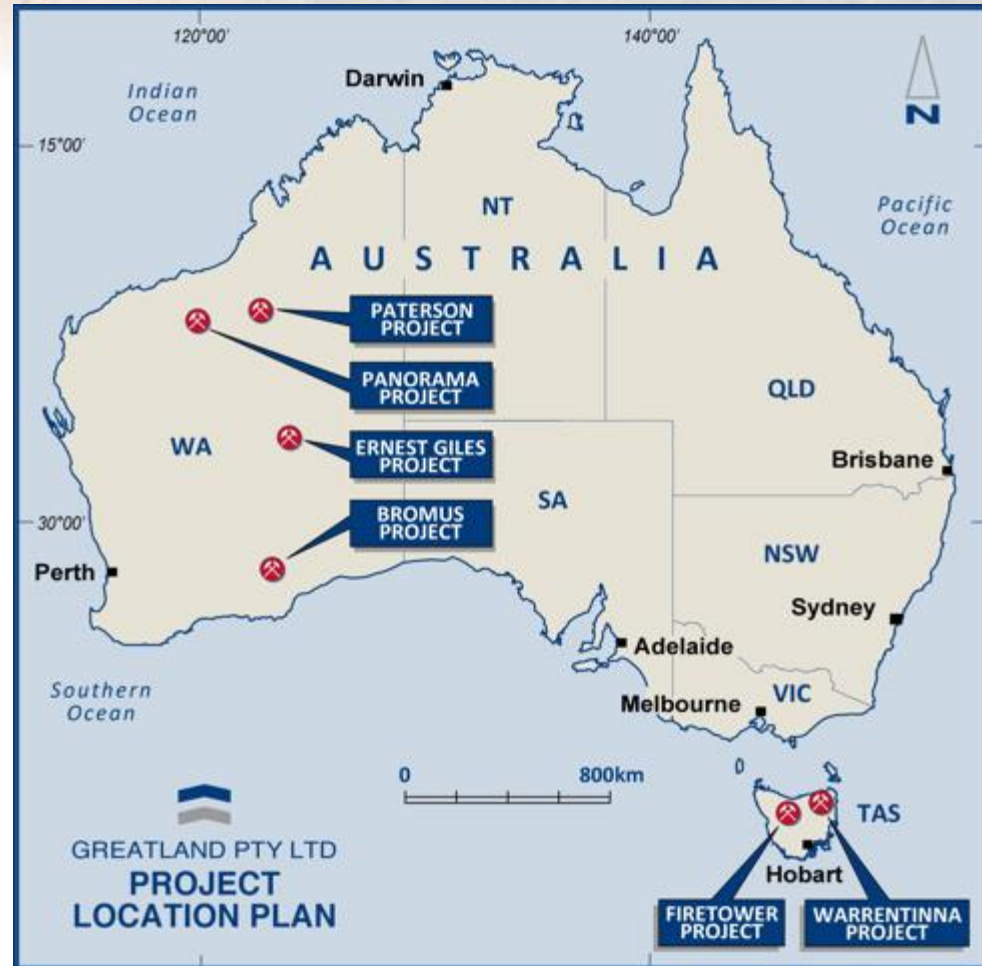 120°00′
140°00′
Darwin
Indian
Ocean
N
15°00′
NT
Pacific
Ocean
AUSTRALIA
PATERSON
PROJECT
PANORAMA
PROJECT
QLD
WA
ERNEST GILES
PROJECT
Brisbane
SA
BROMUS
PROJECT
30°00′
NSW
Perth
Sydney
Adelaide
Southern
Ocean
Melbourne
VIC
0
800km
TAS
GREATLAND PTY LTD
PROJECT
LOCATION PLAN
Hobart
FIRETOWER
PROJECT
WARRENTINNA
PROJECT